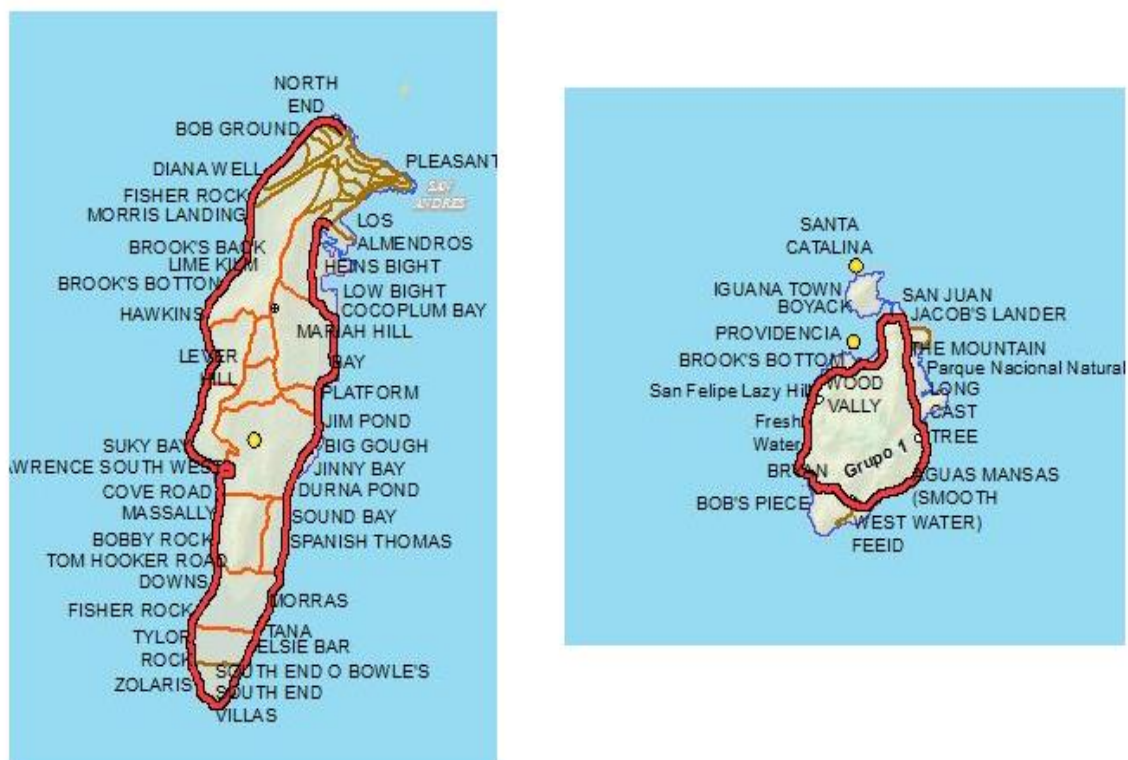 NORTH
END
BOB GROUND
DIANA WELL
PLEASANT
SAN
ANDRES
FISHER ROCK
MORRIS LANDING
LOS
ALMENDROS
BROOK'S BACK
LIME KILM
HEINS BIGHT
BROOK'S BOTTON
LOW BIGHT
HAWKINS
COCOPLUM BAY
MARIAH HILL
LEVER
HILL
BAY
PLATFORM
JIM POND
SUKY BAY
BIG GOUGH
AWRENCE SOUTH WEST
JINNY BAY
COVE ROAD
DURNA POND
MASSALLY
SOUND BAY
BOBBY ROCK
SPANISH THOMAS
TOM HOOKER ROAD
DOWNS
FISHER ROCK
MORRAS
TYLOR
ROCK
TANA
ELSIE BAR
ZOLARIS
SOUTH END O BOWLE'S
SOUTH END
VILLAS
SANTA
CATALINA
IGUANA TOWN
BOYACK
SAN JUAN
JACOB'S LANDER
PROVIDENCIA
BROOK'S BOTTOM
THE MOUNTAIN
Parque Nacional Natural
San Felipe Lazy Hill
WOOD
VALLY
LONG
CAST
TREE
Fresh
Water
BRYAN
Grupo 1
BOB'S PIECE
AGUAS MANSAS
(SMOOTH
WEST WATER)
FEEID